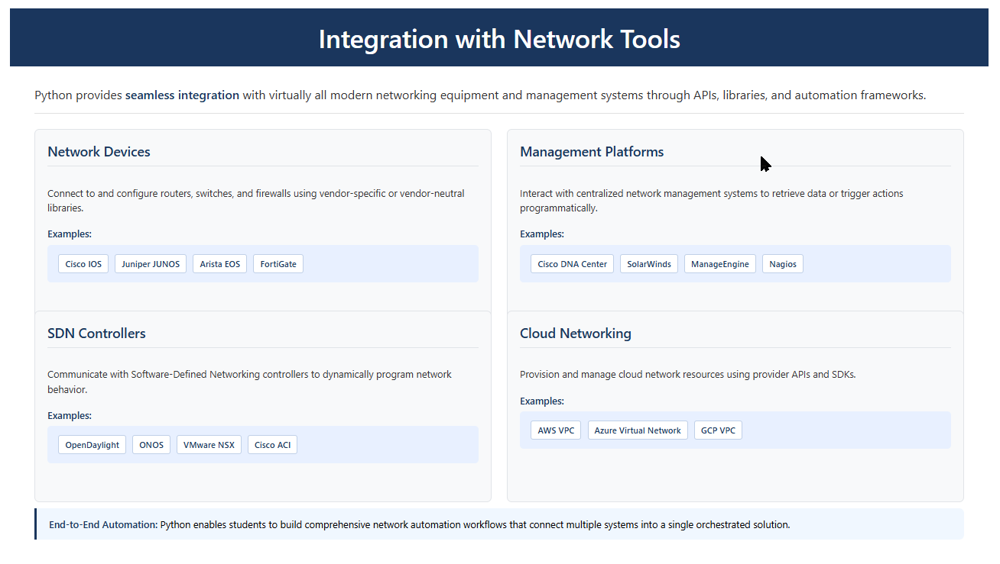 Integration with Network Tools
Python provides seamless integration with virtually all modern networking equipment and management systems through APIs, libraries, and automation frameworks.
Network Devices
Connect to and configure routers, switches, and firewalls using vendor-specific or vendor-neutral
libraries.
Examples:
Cisco IOS Juniper JUNOS Arista EOS FortiGate
Management Platforms
Interact with centralized network management systems to retrieve data or trigger actions
programmatically.
Examples:
Cisco DNA Center SolarWinds ManageEngine Nagios
SDN Controllers
Communicate with Software-Defined Networking controllers to dynamically program network
behavior.
Examples:
OpenDaylight ONOS VMware NSX Cisco ACI
Cloud Networking
Provision and manage cloud network resources using provider APIs and SDKs.
Examples:
AWS VPC Azure Virtual Network GCP VPC
End-to-End Automation: Python enables students to build comprehensive network automation workflows that connect multiple systems into a single orchestrated solution.